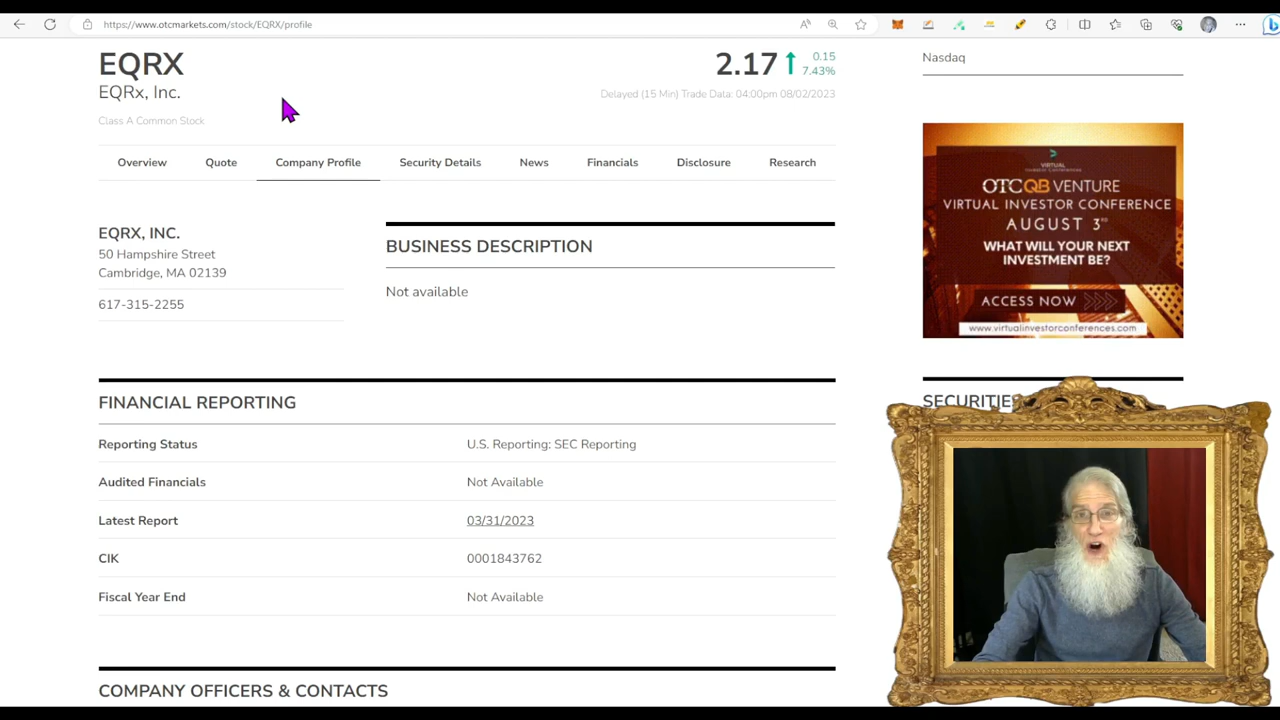 https://www.otcmarkets.com/stock/EQRX/profile
EQRX
EQRx, Inc.
Class A Common Stock
2.17
0.15
7.43%
Delayed (15 Min) Trade Data: 04:00pm 08/02/2023
Overview Quote Company Profile Security Details News Financials Disclosure Research
EQRX, INC.
50 Hampshire Street
Cambridge, MA 02139
617-315-2255
BUSINESS DESCRIPTION
Not available
FINANCIAL REPORTING
Reporting Status U.S. Reporting: SEC Reporting
Audited Financials Not Available
Latest Report 03/31/2023
CIK 0001843762
Fiscal Year End Not Available
COMPANY OFFICERS & CONTACTS
Nasdaq
VIRTUAL
OTCQB VENTURE
VIRTUAL INVESTOR CONFERENCE
AUGUST 3RD
WHAT WILL YOUR NEXT
INVESTMENT BE?
ACCESS NOW
www.virtualinvestorconferences.com
SECURITIES